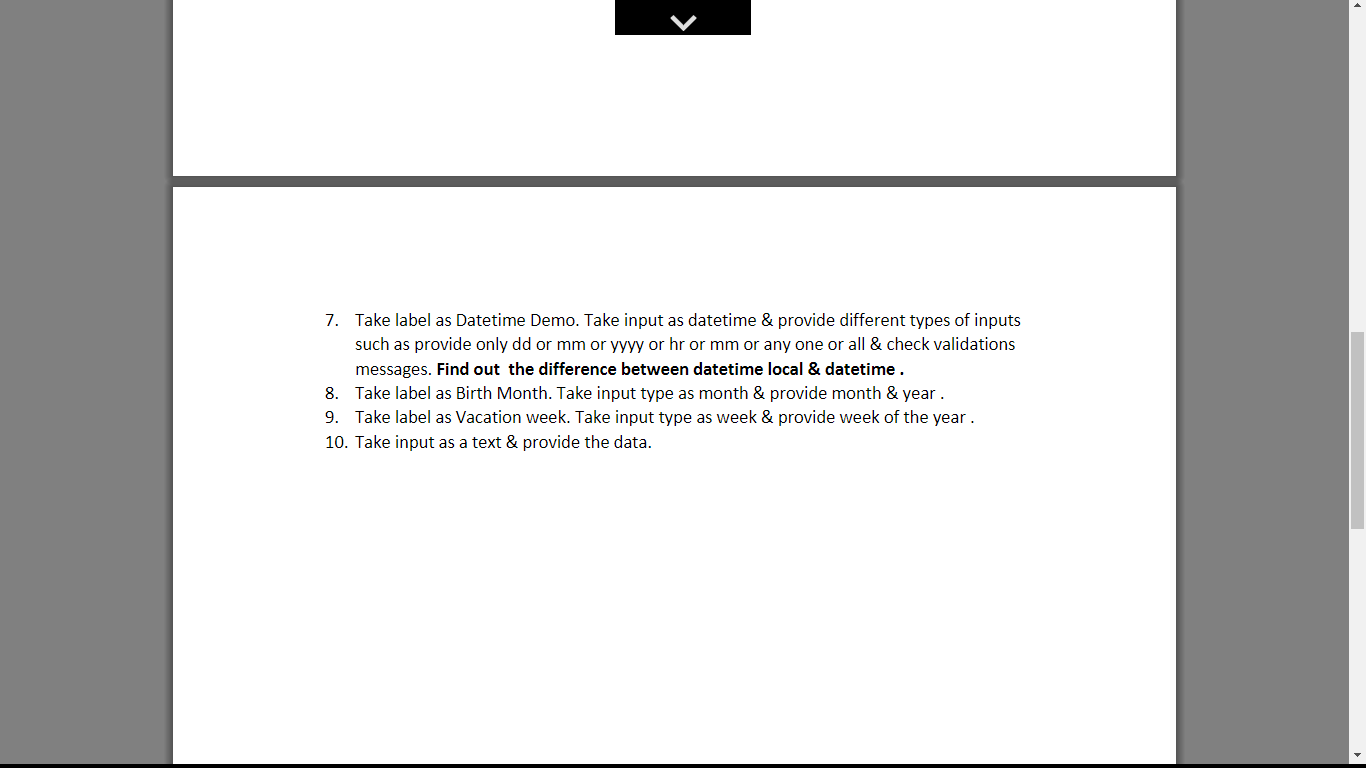 7. Take label as Datetime Demo. Take input as datetime & provide different types of inputs
such as provide only dd or mm or yyyy or hr or mm or any one or all & check validations
messages. Find out  the difference between datetime local & datetime .
8. Take label as Birth Month. Take input type as month & provide month & year .
9. Take label as Vacation week. Take input type as week & provide week of the year .
10. Take input as a text & provide the data.